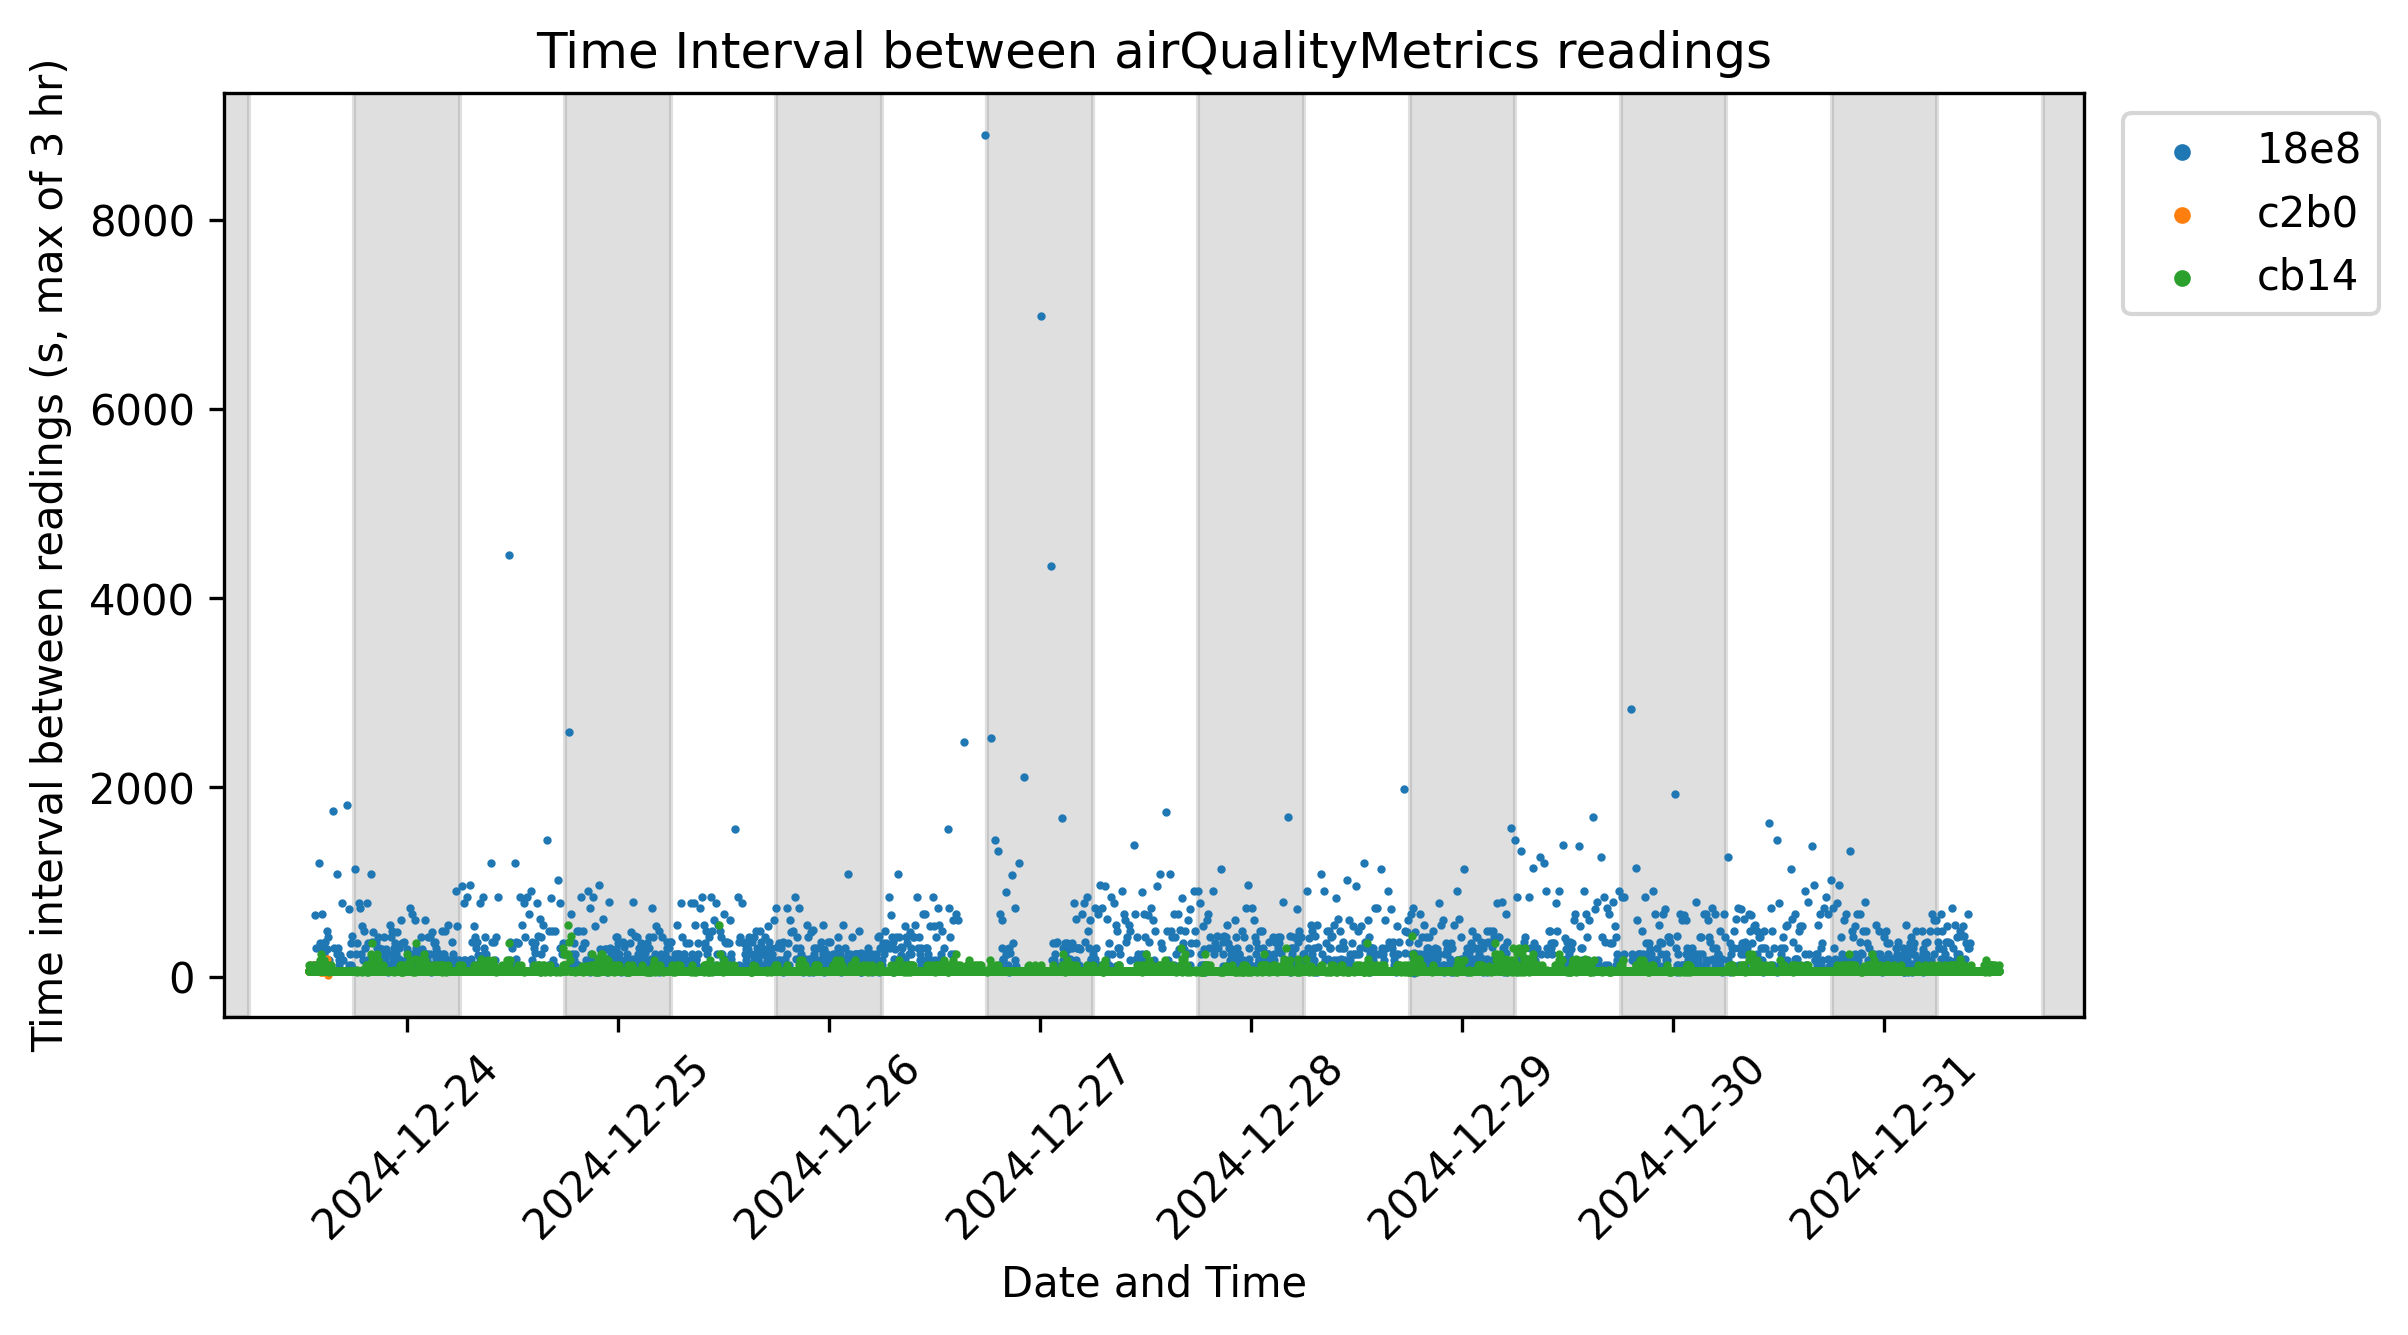 Time Interval between airQualityMetrics readings
Time interval between readings (s, max of 3 hr)
8000
6000
4000
2000
0
2024-12-24
2024-12-25
2024-12-26
2024-12-27
2024-12-28
2024-12-29
2024-12-30
2024-12-31
Date and Time
18e8
c2b0
cb14